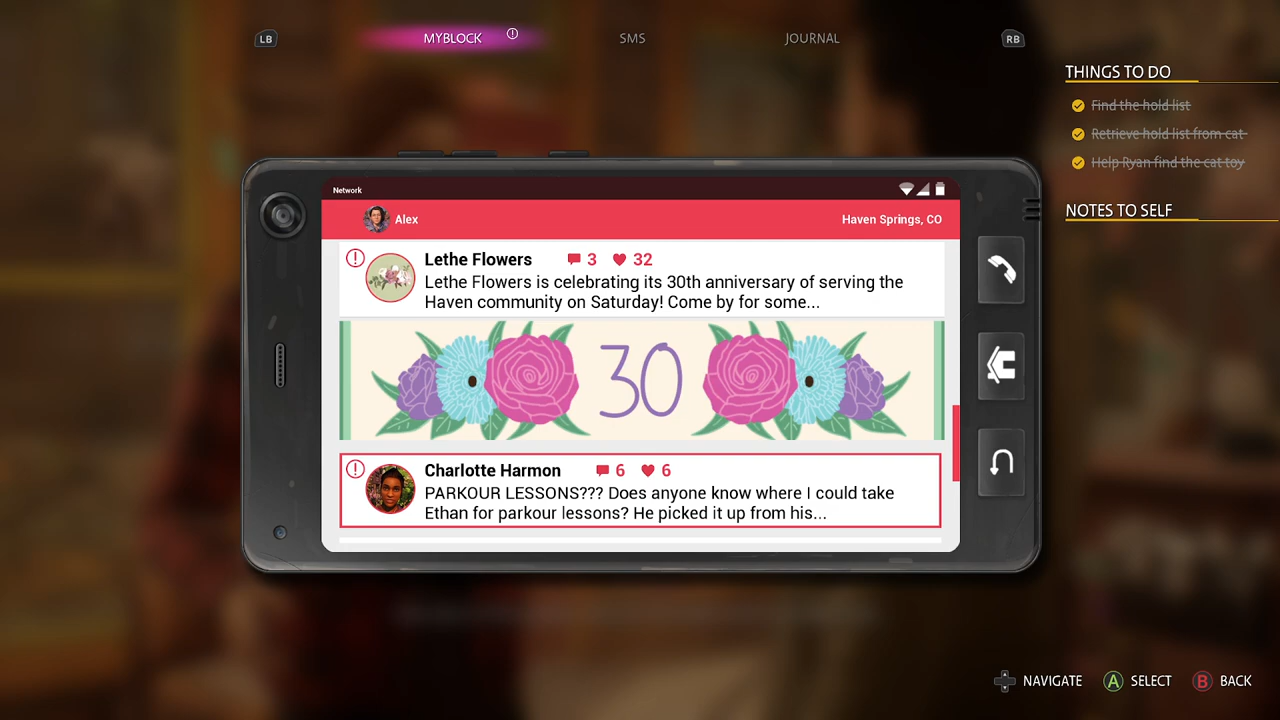 LB
MYBLOCK
SMS
JOURNAL
RB
THINGS TO DO
Find the hold list
Retrieve hold list from cat
Help Ryan find the cat toy
NOTES TO SELF
Network
Alex
Haven Springs, CO
Lethe Flowers 3 32
Lethe Flowers is celebrating its 30th anniversary of serving the
Haven community on Saturday! Come by for some...
30
Charlotte Harmon 6 6
PARKOUR LESSONS??? Does anyone know where I could take
Ethan for parkour lessons? He picked it up from his...
NAVIGATE
A SELECT
B BACK